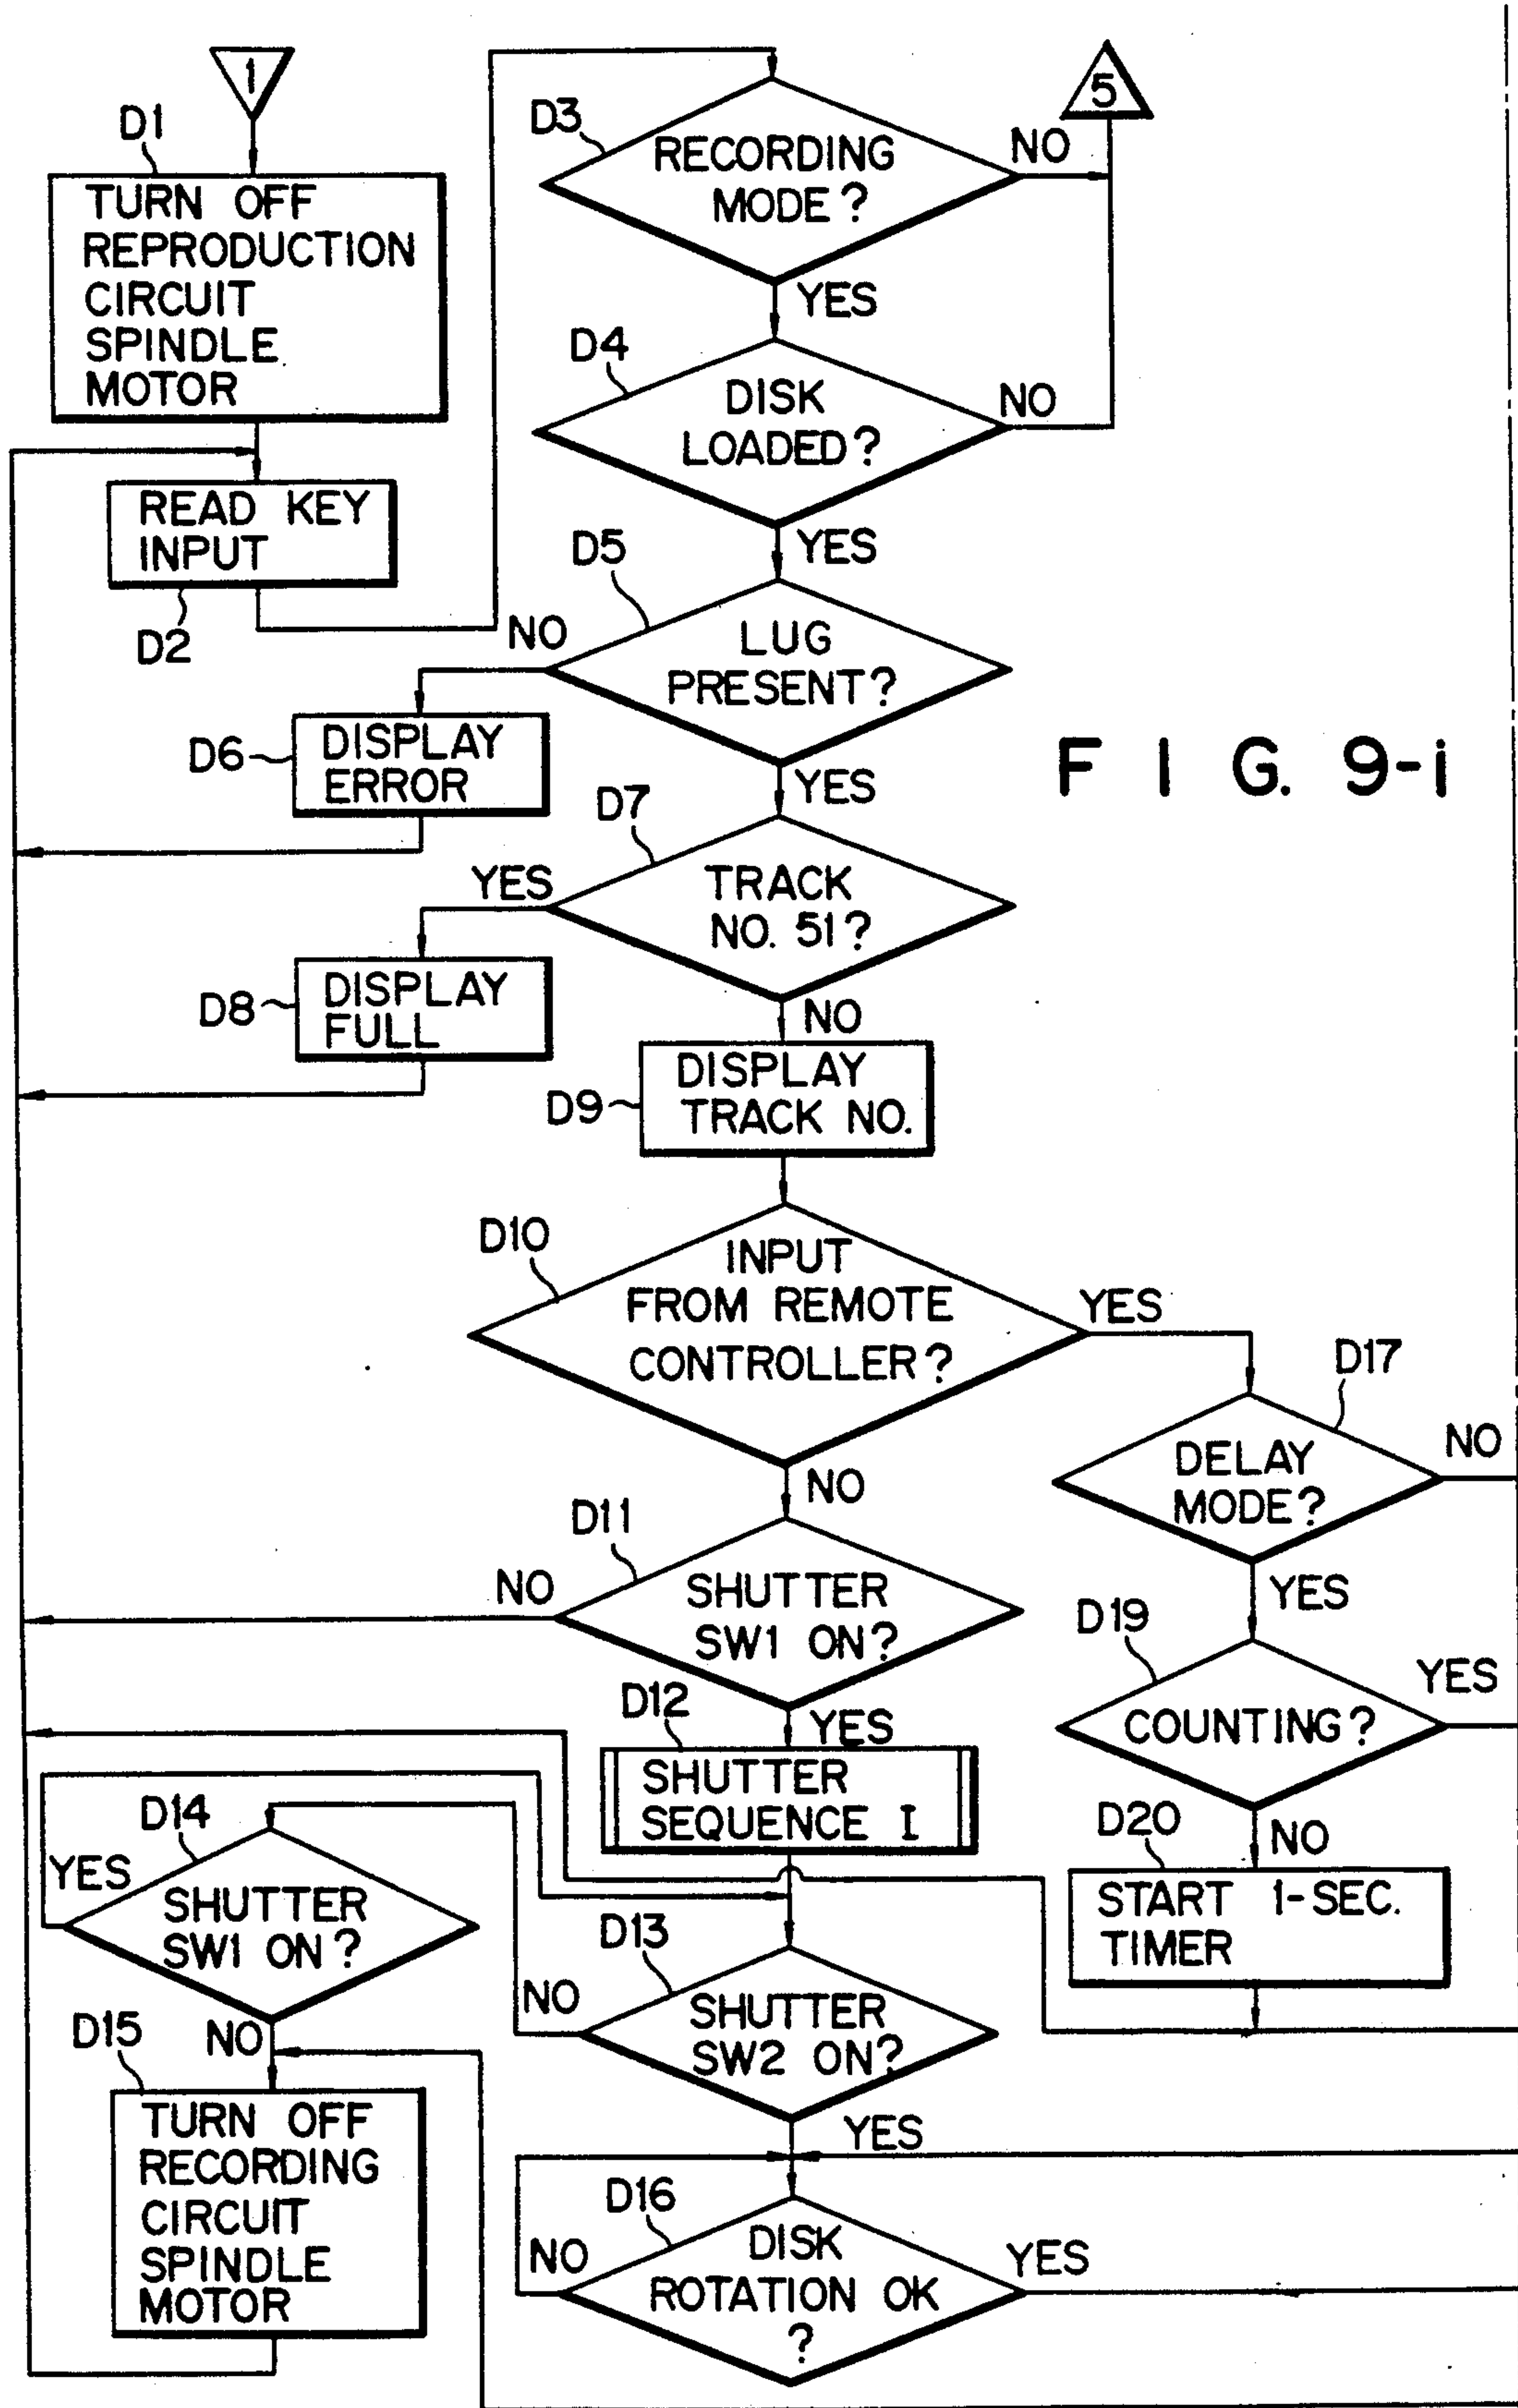 1
D1
TURN OFF
REPRODUCTION
CIRCUIT
SPINDLE
MOTOR
READ KEY
INPUT
D2
D3
RECORDING
MODE?
NO
5
YES
D4
DISK
LOADED?
NO
YES
D5
LUG
PRESENT?
NO
D6
DISPLAY
ERROR
YES
FIG. 9-i
D7
TRACK
NO. 51?
YES
D8
DISPLAY
FULL
NO
D9
DISPLAY
TRACK NO.
D10
INPUT
FROM REMOTE
CONTROLLER?
YES
NO
D17
DELAY
MODE?
NO
YES
D11
SHUTTER
SW1 ON?
NO
YES
D19
COUNTING?
YES
NO
D12
SHUTTER
SEQUENCE I
D20
START 1-SEC.
TIMER
D14
YES
SHUTTER
SW1 ON?
NO
D13
SHUTTER
SW2 ON?
NO
YES
D15
TURN OFF
RECORDING
CIRCUIT
SPINDLE
MOTOR
D16
DISK
ROTATION OK
?
NO
YES